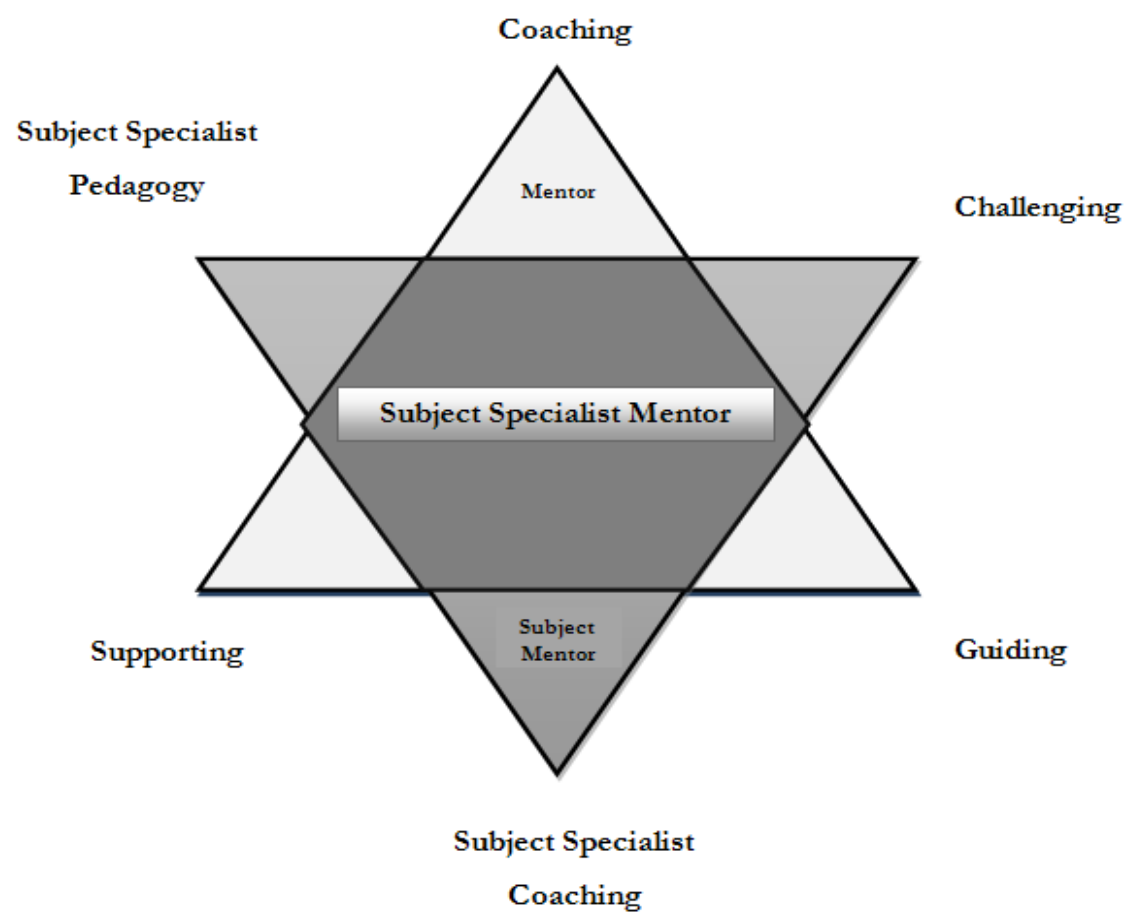 Coaching
Subject Specialist
Pedagogy
Mentor
Challenging
Subject Specialist Mentor
Subject
Mentor
Supporting
Guiding
Subject Specialist
Coaching